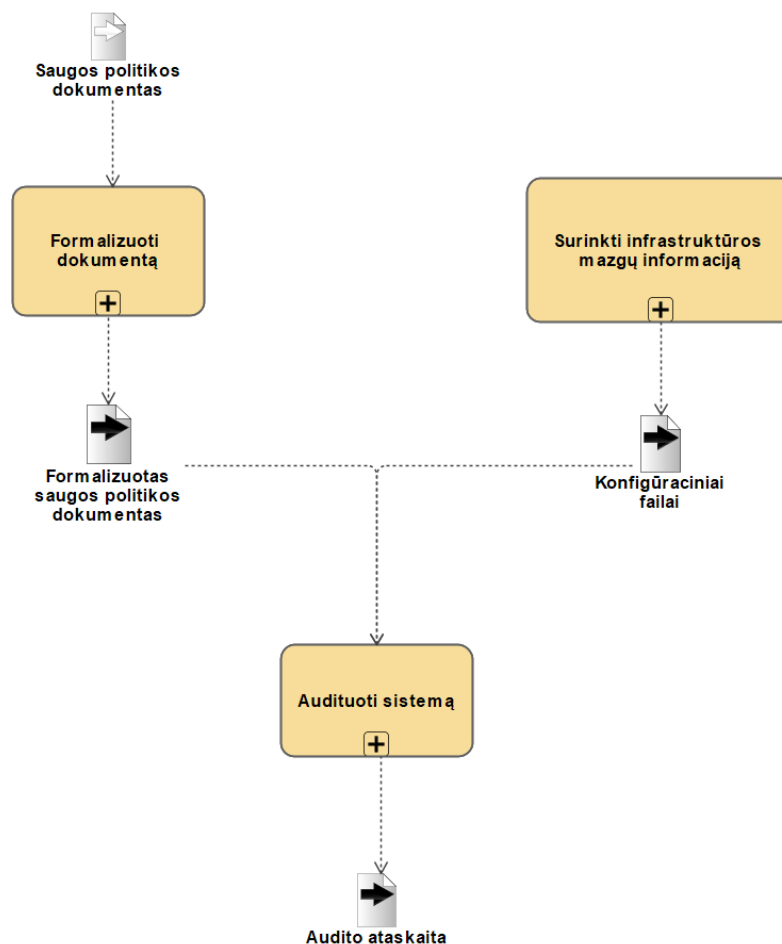 Saugos politikos
dokumentas
Formalizuoti
dokumentą
Surinkti infrastruktūros
mazgų informaciją
Formalizuotas
saugos politikos
dokumentas
Konfigūraciniai
failai
Audituoti sistemą
Audito ataskaita